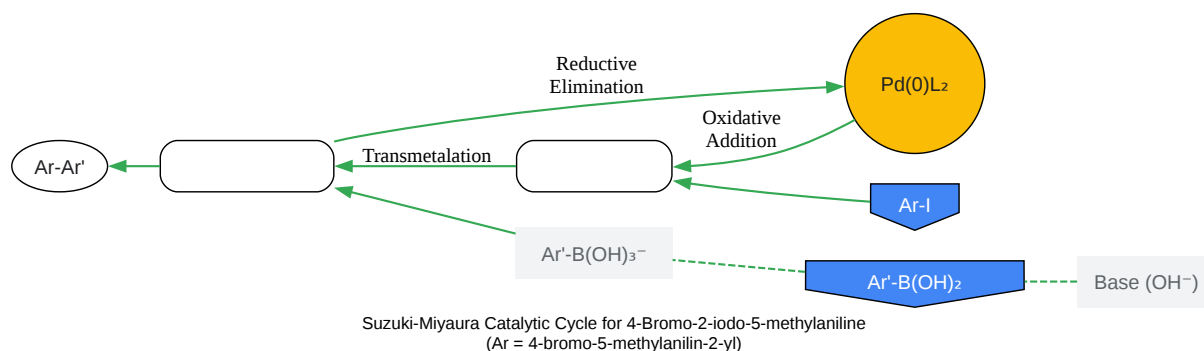 Reductive
Elimination
Pd(0)L₂
Oxidative
Addition
Ar-Ar'
Transmetalation
Ar-I
Ar'-B(OH)₃⁻
Ar'-B(OH)₂
Base (OH⁻)
Suzuki-Miyaura Catalytic Cycle for 4-Bromo-2-iodo-5-methylaniline
(Ar = 4-bromo-5-methylanilin-2-yl)